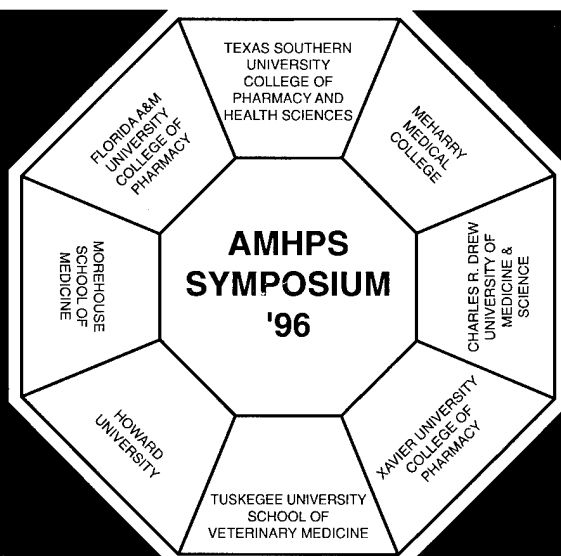 TEXAS SOUTHERN
UNIVERSITY
COLLEGE OF
PHARMACY AND
HEALTH SCIENCES
MEHARRY
MEDICAL
COLLEGE
CHARLES R. DREW
UNIVERSITY OF
MEDICINE &
SCIENCE
XAVIER UNIVERSITY
COLLEGE OF
PHARMACY
TUSKEGEE UNIVERSITY
SCHOOL OF
VETERINARY MEDICINE
HOWARD
UNIVERSITY
MOREHOUSE
SCHOOL OF
MEDICINE
FLORIDA A&M
UNIVERSITY
COLLEGE OF
PHARMACY
AMHPS
SYMPOSIUM
'96